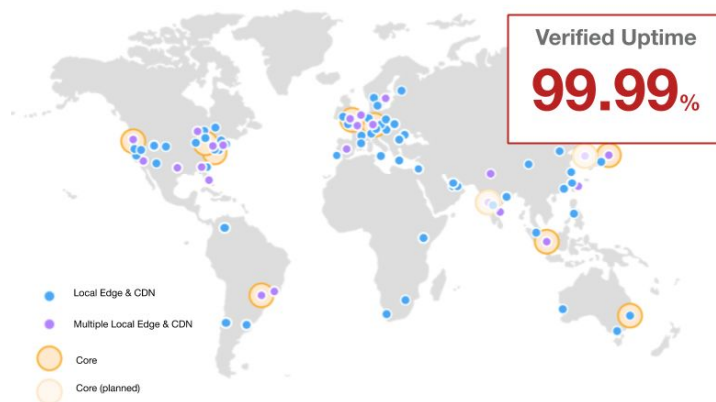 Verified Uptime
99.99%
Local Edge & CDN
Multiple Local Edge & CDN
Core
Core (planned)